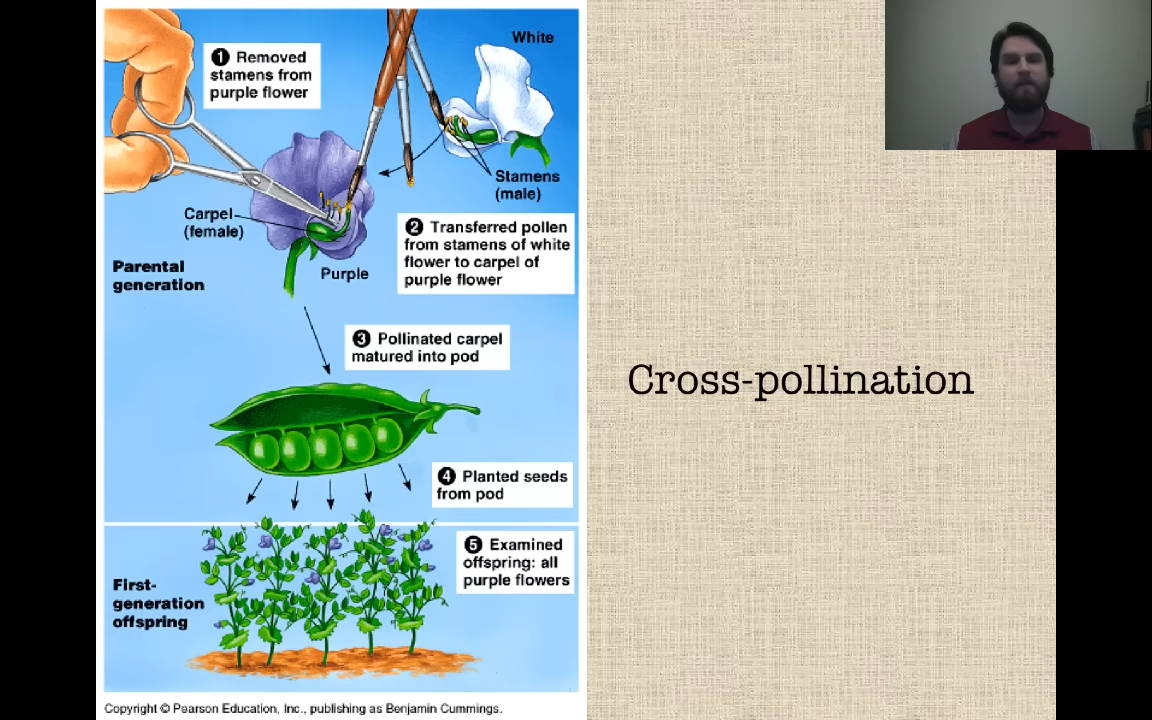 ❶ Removed
stamens from
purple flower
White
Stamens
(male)
Carpel
(female)
❷ Transferred pollen
from stamens of white
flower to carpel of
purple flower
Parental
generation
Purple
❸ Pollinated carpel
matured into pod
Cross-pollination
❹ Planted seeds
from pod
❺ Examined
offspring: all
purple flowers
First-
generation
offspring
Copyright © Pearson Education, Inc., publishing as Benjamin Cummings.